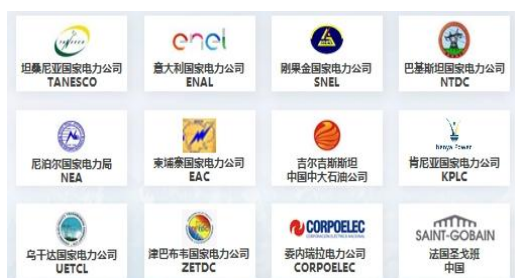 enel
坦桑尼亚国家电力公司
TANESCO
意大利国家电力公司
ENAL
刚果金国家电力公司
SNEL
巴基斯坦国家电力公司
NTDC
尼泊尔国家电力局
NEA
柬埔寨国家电力公司
EAC
吉尔吉斯斯坦
中国中大石油公司
Kenya Power
肯尼亚国家电力公司
KPLC
乌干达国家电力公司
UETCL
ZETDC
津巴布韦国家电力公司
ZETDC
CORPOELEC
委内瑞拉电力公司
CORPOELEC
SAINT-GOBAIN
法国圣戈班
中国